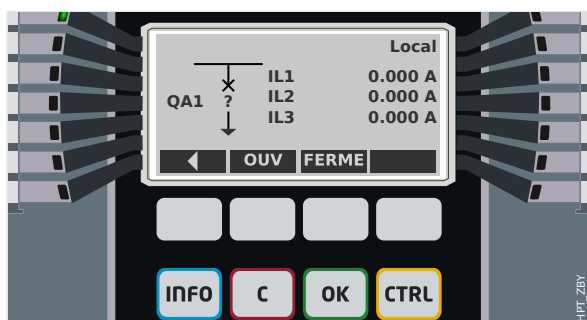 Local
IL1 0.000 A
QA1 ? IL2 0.000 A
IL3 0.000 A
OUV FERME
INFO C OK CTRL
HPT_ZBY